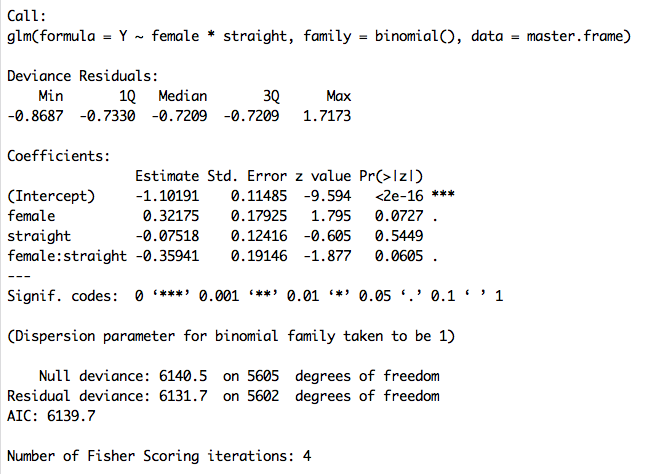 Call:
glm(formula = Y ~ female * straight, family = binomial(), data = master.frame)
Deviance Residuals:
Min 1Q Median 3Q Max
-0.8687 -0.7330 -0.7209 -0.7209 1.7173
Coefficients:
Estimate Std. Error z value Pr(>|z|)
(Intercept) -1.10191 0.11485 -9.594 <2e-16 ***
female 0.32175 0.17925 1.795 0.0727 .
straight -0.07518 0.12416 -0.605 0.5449
female:straight -0.35941 0.19146 -1.877 0.0605 .
---
Signif. codes: 0 ‘***’ 0.001 ‘**’ 0.01 ‘*’ 0.05 ‘.’ 0.1 ‘ ’ 1
(Dispersion parameter for binomial family taken to be 1)
Null deviance: 6140.5 on 5605 degrees of freedom
Residual deviance: 6131.7 on 5602 degrees of freedom
AIC: 6139.7
Number of Fisher Scoring iterations: 4